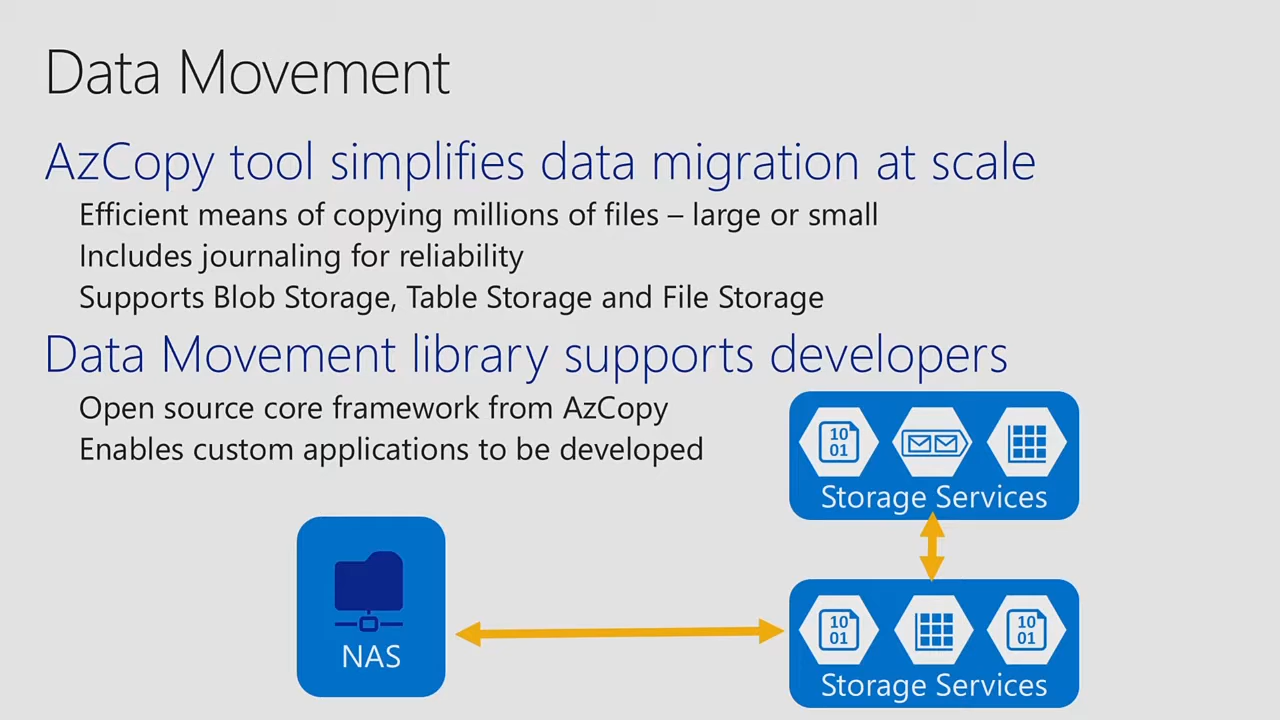 Data Movement
AzCopy tool simplifies data migration at scale
Efficient means of copying millions of files – large or small
Includes journaling for reliability
Supports Blob Storage, Table Storage and File Storage
Data Movement library supports developers
Open source core framework from AzCopy
Enables custom applications to be developed
10
01
Storage Services
NAS
10
01
10
01
Storage Services